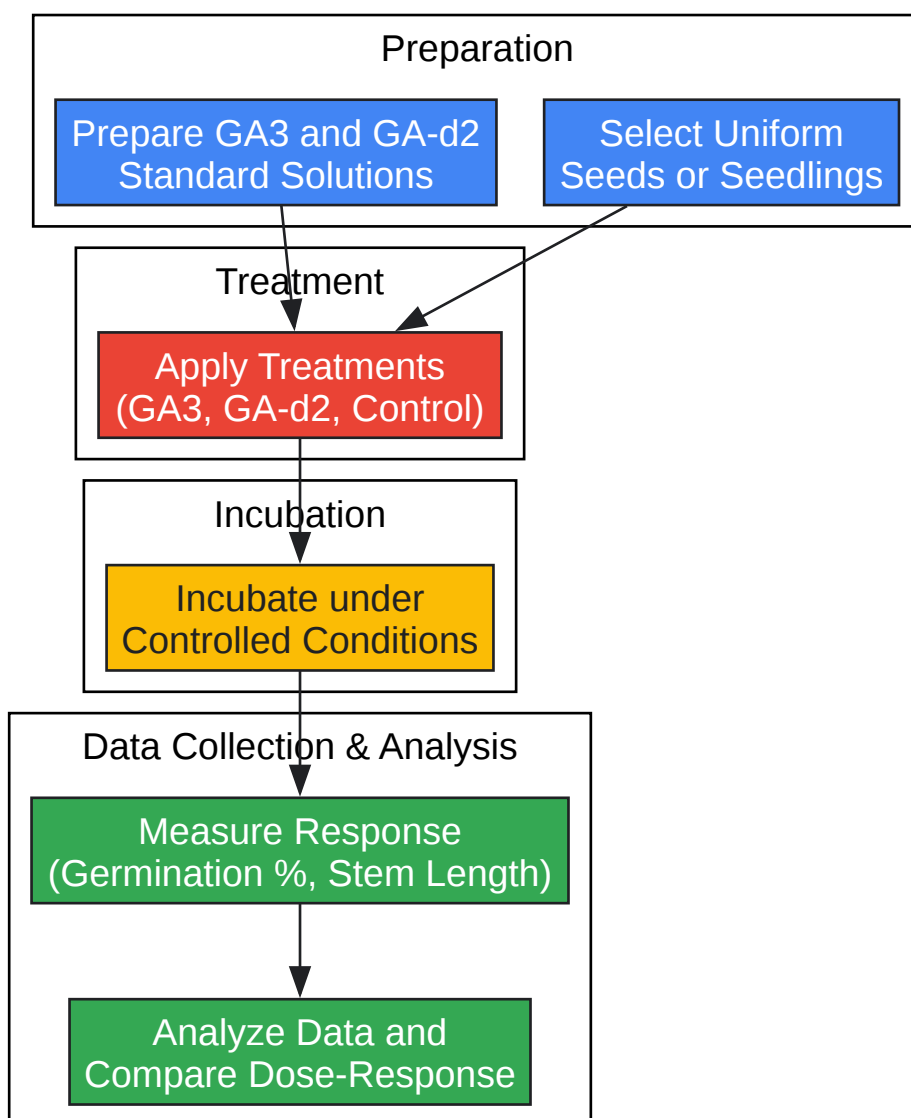 Preparation
Prepare GA3 and GA-d2
Standard Solutions
Select Uniform
Seeds or Seedlings
Treatment
Apply Treatments
(GA3, GA-d2, Control)
Incubation
Incubate under
Controlled Conditions
Data Collection & Analysis
Measure Response
(Germination %, Stem Length)
Analyze Data and
Compare Dose-Response